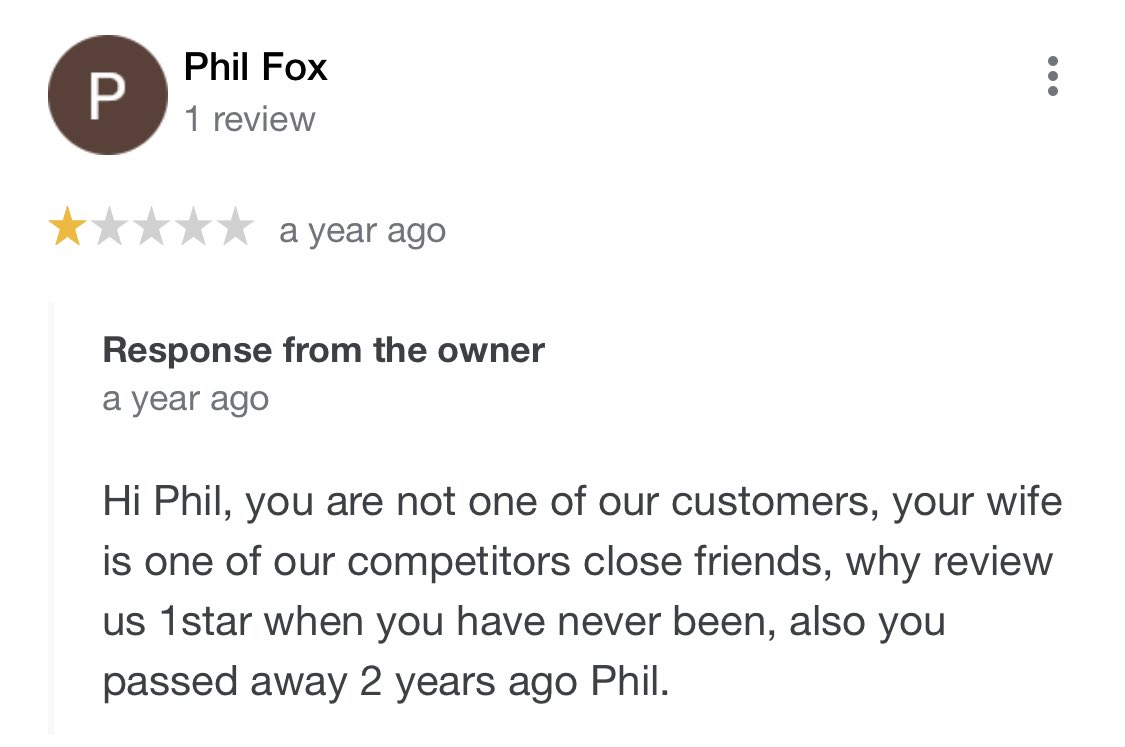 P
Phil Fox
1 review
a year ago
Response from the owner
a year ago
Hi Phil, you are not one of our customers, your wife
is one of our competitors close friends, why review
us 1star when you have never been, also you
passed away 2 years ago Phil.